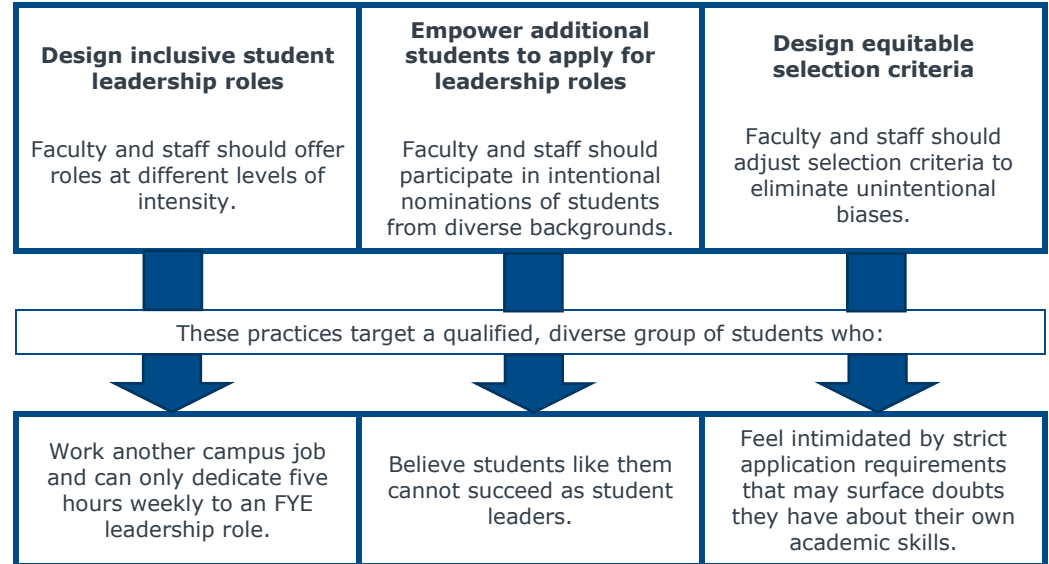 Design inclusive student
leadership roles
Faculty and staff should offer
roles at different levels of
intensity.
Empower additional
students to apply for
leadership roles
Faculty and staff should
participate in intentional
nominations of students
from diverse backgrounds.
Design equitable
selection criteria
Faculty and staff should
adjust selection criteria to
eliminate unintentional
biases.
These practices target a qualified, diverse group of students who:
Work another campus job
and can only dedicate five
hours weekly to an FYE
leadership role.
Believe students like them
cannot succeed as student
leaders.
Feel intimidated by strict
application requirements
that may surface doubts
they have about their own
academic skills.